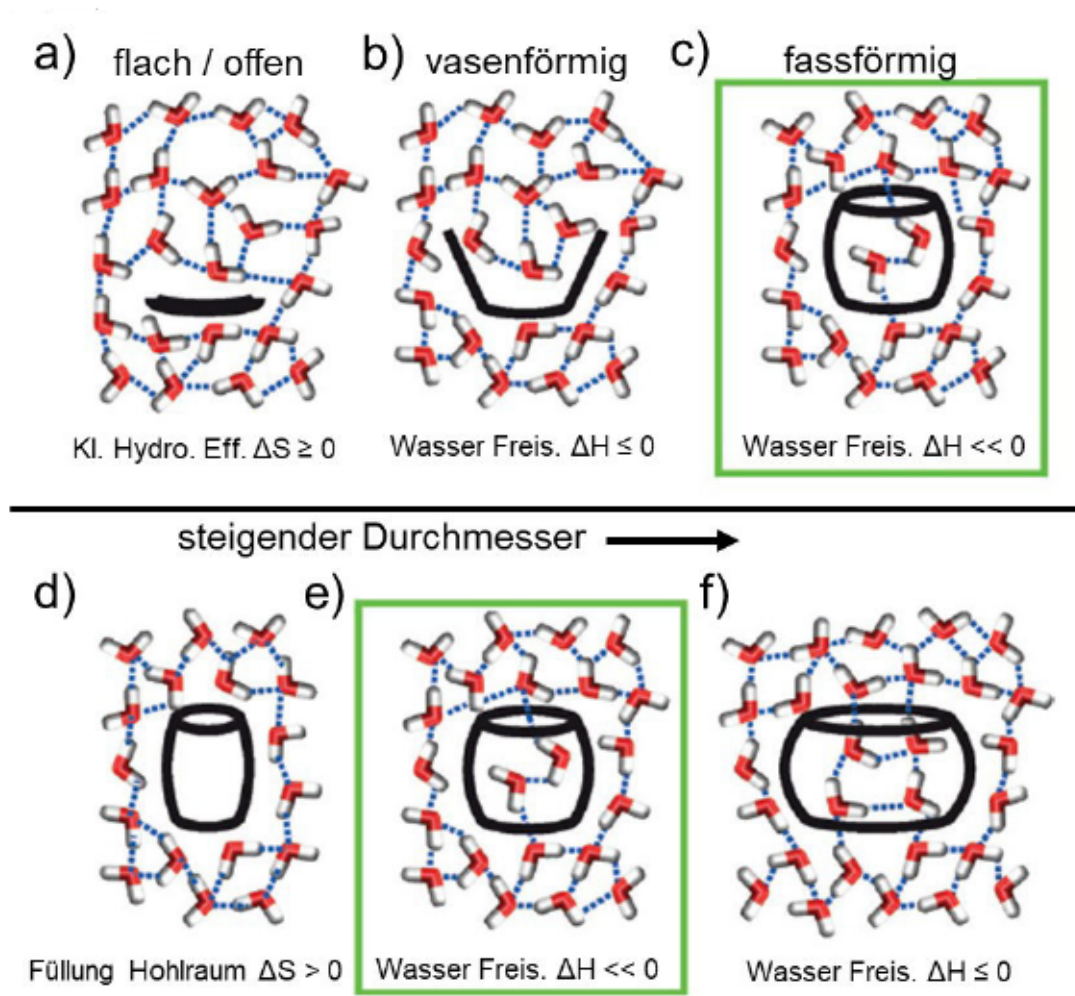 a) flach / offen
b) vasenförmig
c) fassförmig
Kl. Hydro. Eff. ΔS ≥ 0
Wasser Freis. ΔH ≤ 0
Wasser Freis. ΔH << 0
steigender Durchmesser
d)
e)
f)
Füllung Hohlraum ΔS > 0
Wasser Freis. ΔH << 0
Wasser Freis. ΔH ≤ 0